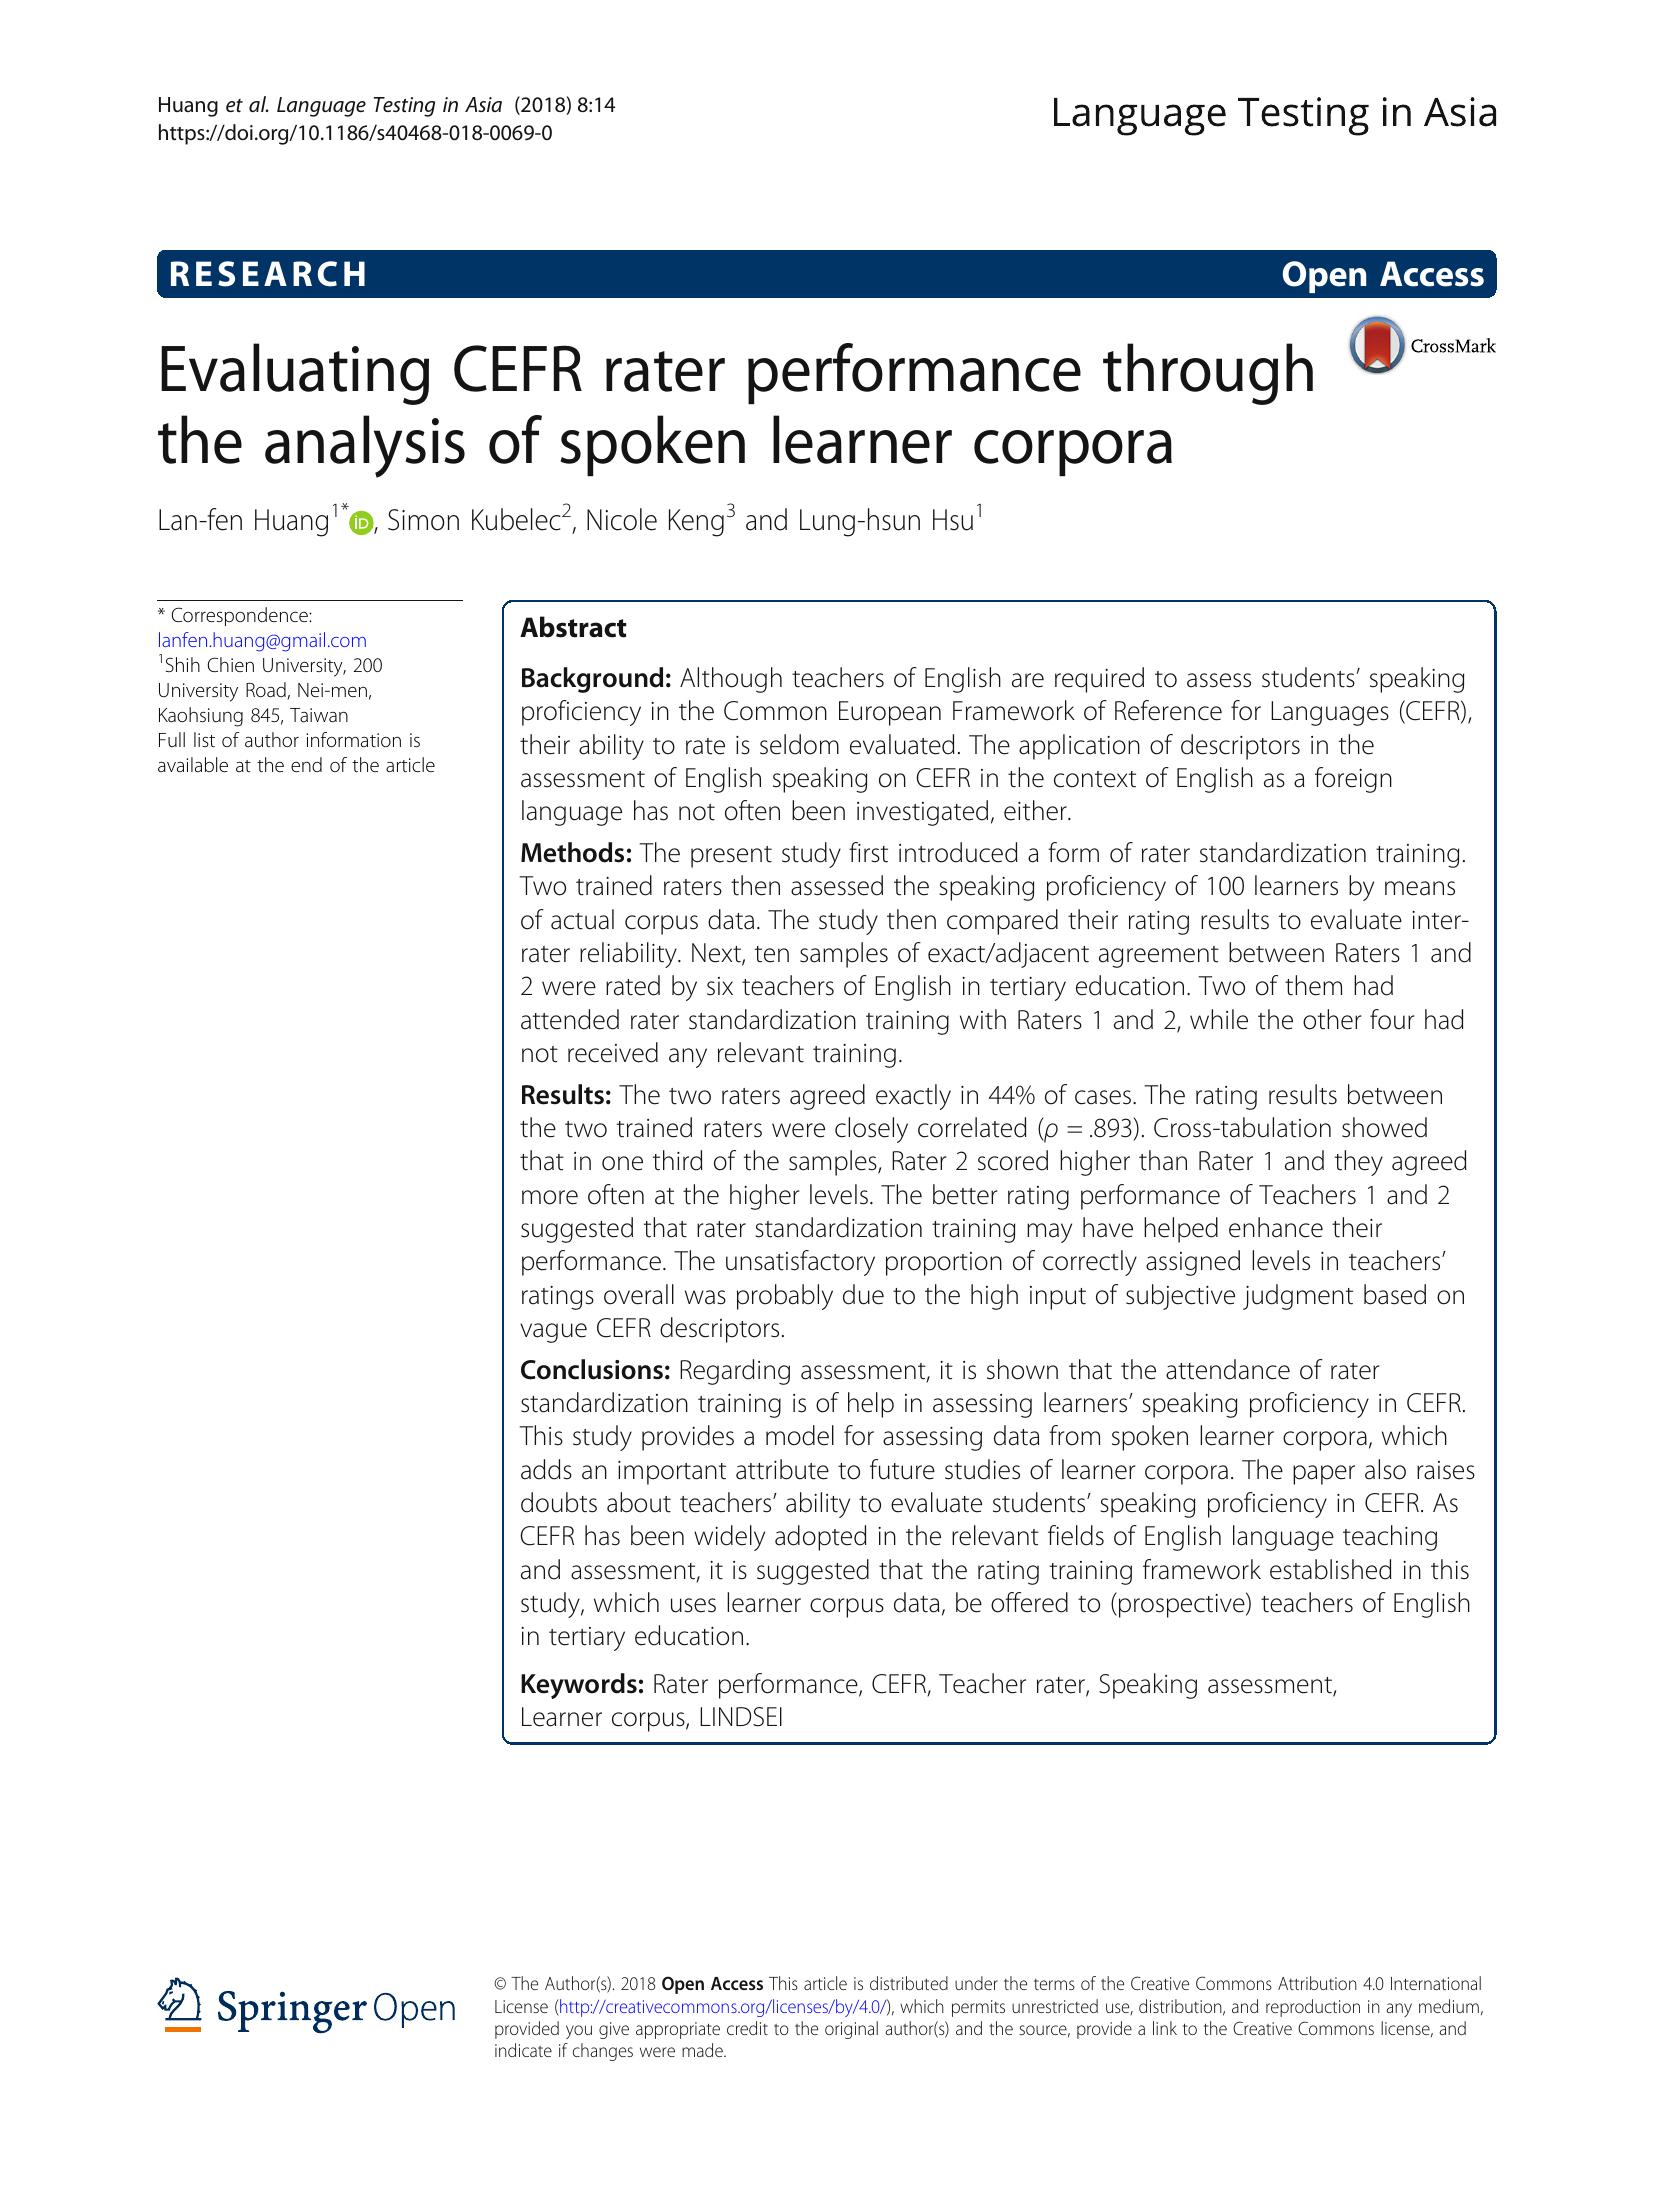 Huang et al. Language Testing in Asia (2018) 8:14
https://doi.org/10.1186/s40468-018-0069-0
Language Testing in Asia
RESEARCH
Open Access
CrossMark
Evaluating CEFR rater performance through
the analysis of spoken learner corpora
Lan-fen Huang1* iD, Simon Kubelec2, Nicole Keng3 and Lung-hsun Hsu1
* Correspondence:
lanfen.huang@gmail.com
1Shih Chien University, 200
University Road, Nei-men,
Kaohsiung 845, Taiwan
Full list of author information is
available at the end of the article
Abstract
Background: Although teachers of English are required to assess students’ speaking
proficiency in the Common European Framework of Reference for Languages (CEFR),
their ability to rate is seldom evaluated. The application of descriptors in the
assessment of English speaking on CEFR in the context of English as a foreign
language has not often been investigated, either.
Methods: The present study first introduced a form of rater standardization training.
Two trained raters then assessed the speaking proficiency of 100 learners by means
of actual corpus data. The study then compared their rating results to evaluate inter-
rater reliability. Next, ten samples of exact/adjacent agreement between Raters 1 and
2 were rated by six teachers of English in tertiary education. Two of them had
attended rater standardization training with Raters 1 and 2, while the other four had
not received any relevant training.
Results: The two raters agreed exactly in 44% of cases. The rating results between
the two trained raters were closely correlated (ρ = .893). Cross-tabulation showed
that in one third of the samples, Rater 2 scored higher than Rater 1 and they agreed
more often at the higher levels. The better rating performance of Teachers 1 and 2
suggested that rater standardization training may have helped enhance their
performance. The unsatisfactory proportion of correctly assigned levels in teachers’
ratings overall was probably due to the high input of subjective judgment based on
vague CEFR descriptors.
Conclusions: Regarding assessment, it is shown that the attendance of rater
standardization training is of help in assessing learners’ speaking proficiency in CEFR.
This study provides a model for assessing data from spoken learner corpora, which
adds an important attribute to future studies of learner corpora. The paper also raises
doubts about teachers’ ability to evaluate students’ speaking proficiency in CEFR. As
CEFR has been widely adopted in the relevant fields of English language teaching
and assessment, it is suggested that the rating training framework established in this
study, which uses learner corpus data, be offered to (prospective) teachers of English
in tertiary education.
Keywords: Rater performance, CEFR, Teacher rater, Speaking assessment,
Learner corpus, LINDSEI
Springer Open
© The Author(s). 2018 Open Access This article is distributed under the terms of the Creative Commons Attribution 4.0 International
License (http://creativecommons.org/licenses/by/4.0/), which permits unrestricted use, distribution, and reproduction in any medium,
provided you give appropriate credit to the original author(s) and the source, provide a link to the Creative Commons license, and
indicate if changes were made.